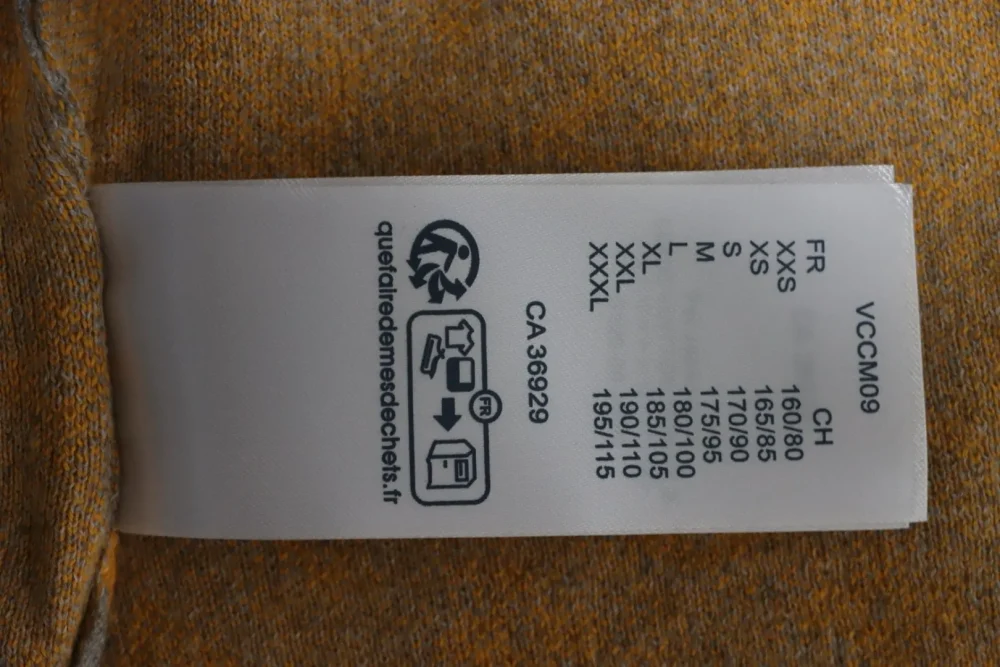 VCCM09
FR CH
XXS 160/80
XS 165/85
S 170/90
M 175/95
L 180/100
XL 185/105
XXL 190/110
XXXL 195/115
CA 36929
FR
quefairedemesdechets.fr